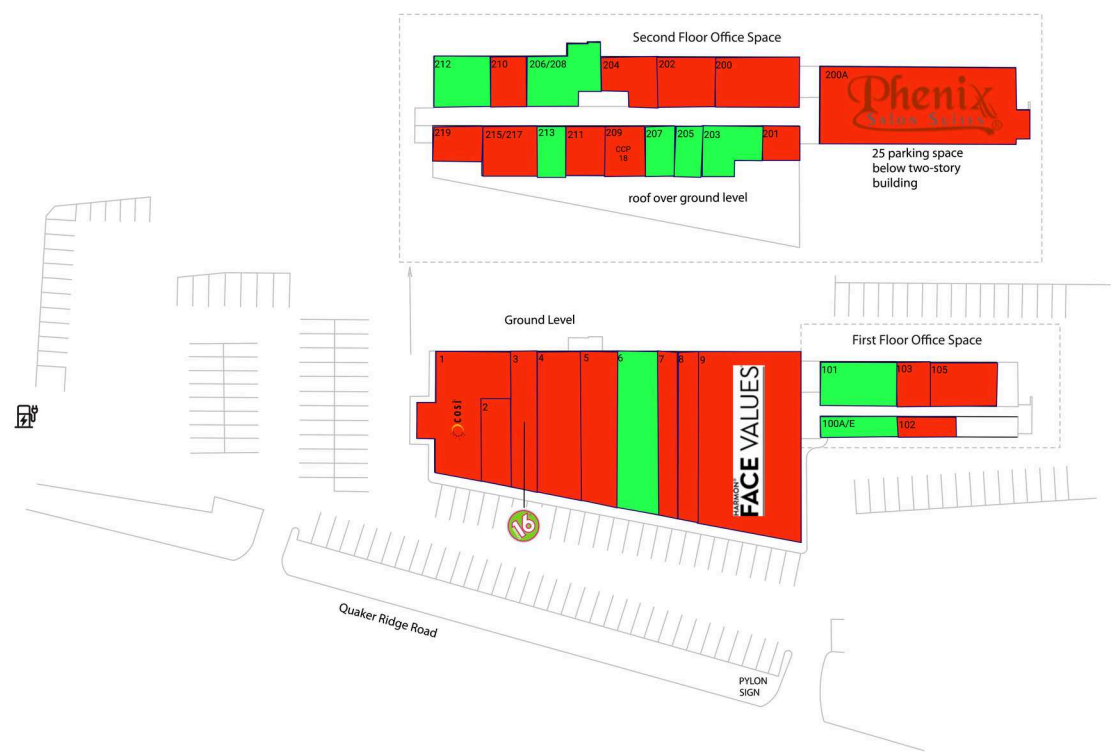 Second Floor Office Space
212
210
206/208
204
202
200
200A
Phenix
Salon Suites
219
215/217
213
211
209
CCP
18
207
205
203
201
25 parking space
below two-story
building
roof over ground level
Ground Level
First Floor Office Space
1
2
3
4
5
6
7
8
9
cosi
HARMON
FACE VALUES
101
103
105
100A/E
102
16
Quaker Ridge Road
PYLON
SIGN